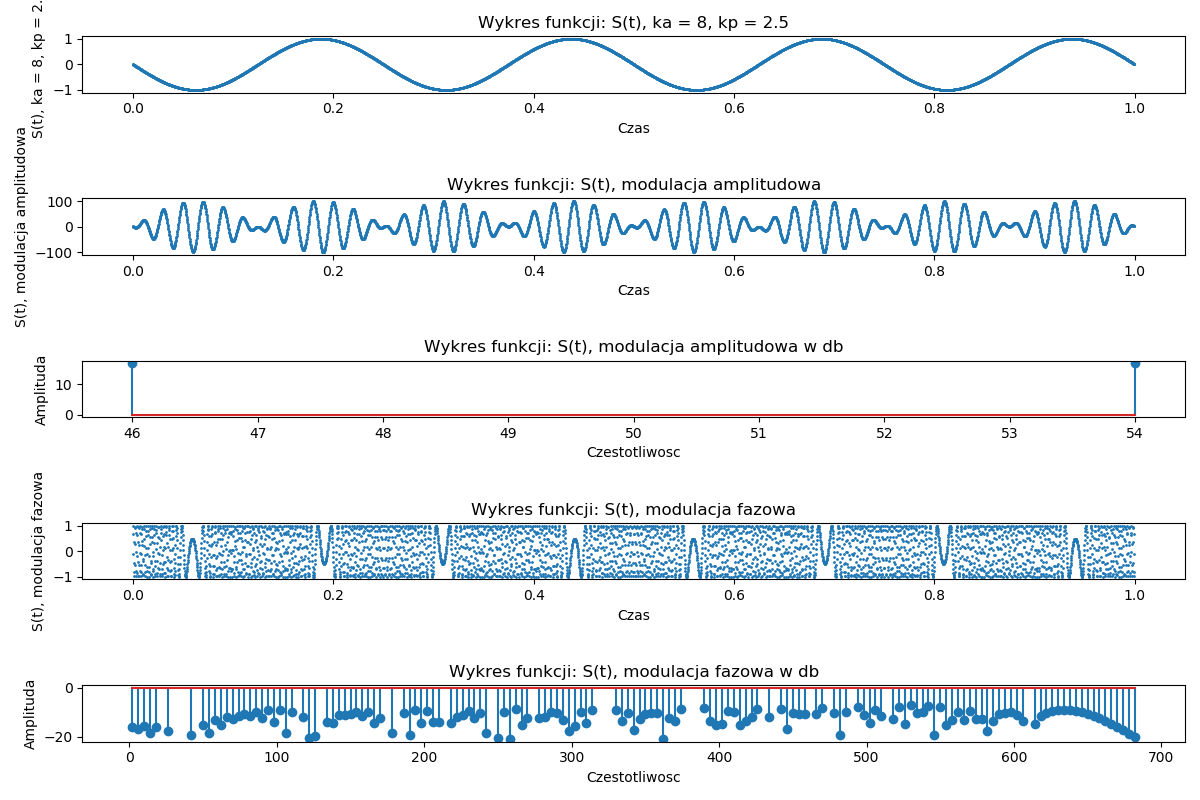 Wykres funkcji: S(t), ka = 8, kp = 2.5
S(t), ka = 8, kp = 2.
1
0
−1
0.0 0.2 0.4 0.6 0.8 1.0
Czas
Wykres funkcji: S(t), modulacja amplitudowa
S(t), modulacja amplitudowa
100
0
−100
0.0 0.2 0.4 0.6 0.8 1.0
Czas
Wykres funkcji: S(t), modulacja amplitudowa w db
Amplituda
10
0
46 47 48 49 50 51 52 53 54
Czestotliwosc
Wykres funkcji: S(t), modulacja fazowa
S(t), modulacja fazowa
1
0
−1
0.0 0.2 0.4 0.6 0.8 1.0
Czas
Wykres funkcji: S(t), modulacja fazowa w db
Amplituda
0
−20
0 100 200 300 400 500 600 700
Czestotliwosc